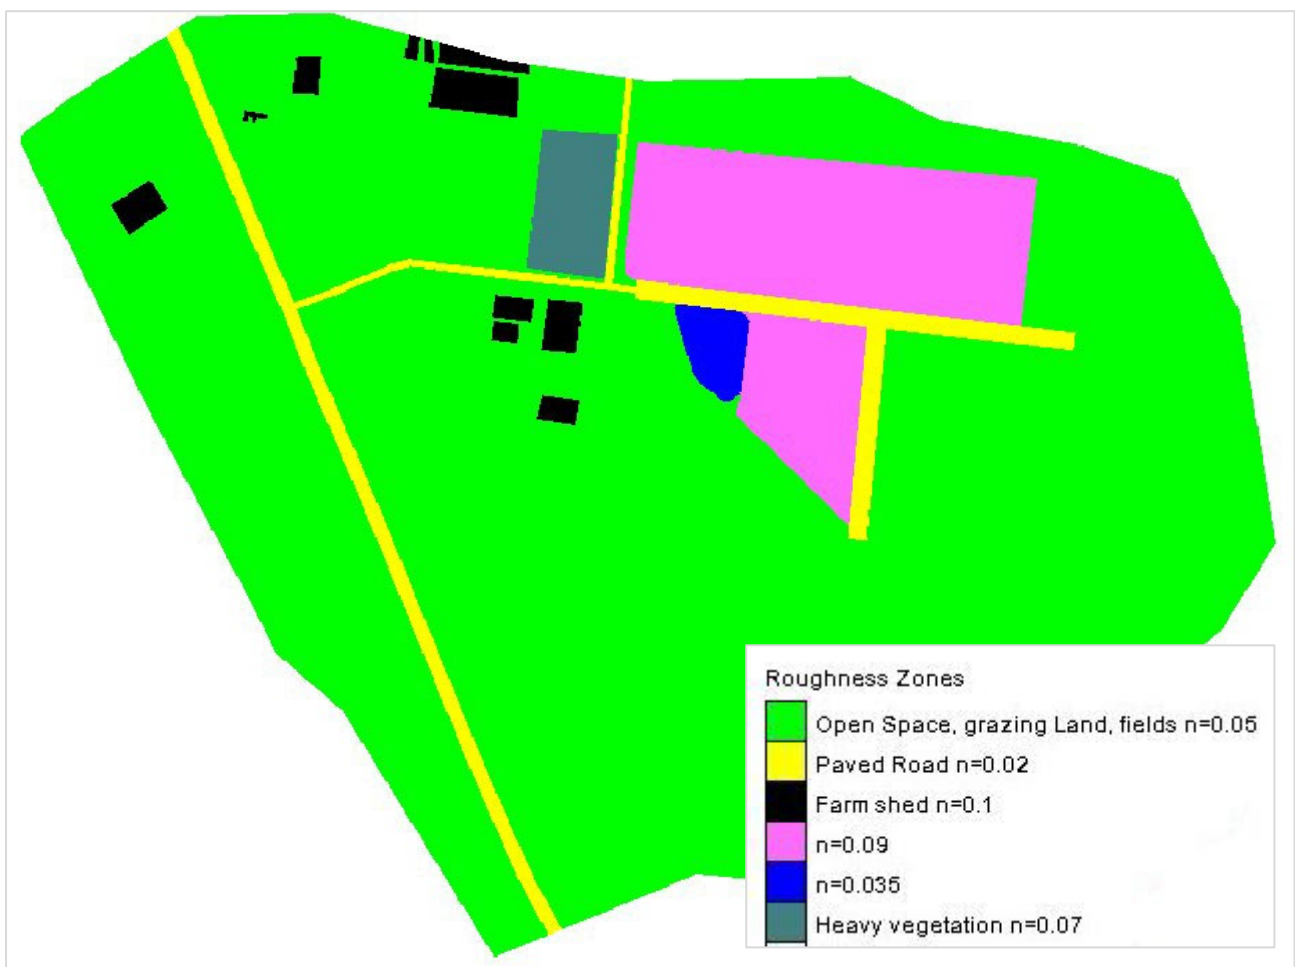 Roughness Zones
Open Space, grazing Land, fields n=0.05
Paved Road n=0.02
Farm shed n=0.1
n=0.09
n=0.035
Heavy vegetation n=0.07